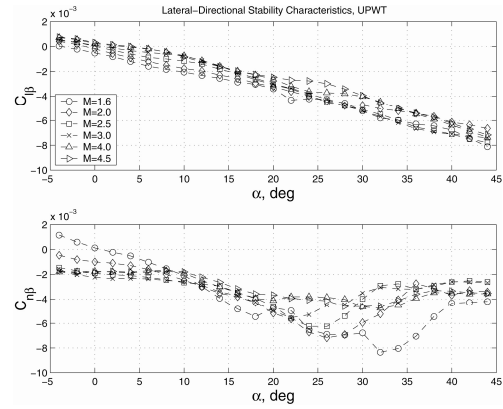 Lateral−Directional Stability Characteristics, UPWT
x 10⁻³
2
0
−2
−4
−6
−8
−10
C_lβ
M=1.6
M=2.0
M=2.5
M=3.0
M=4.0
M=4.5
−5 0 5 10 15 20 25 30 35 40 45
α, deg
x 10⁻³
2
0
−2
−4
−6
−8
−10
C_nβ
−5 0 5 10 15 20 25 30 35 40 45
α, deg